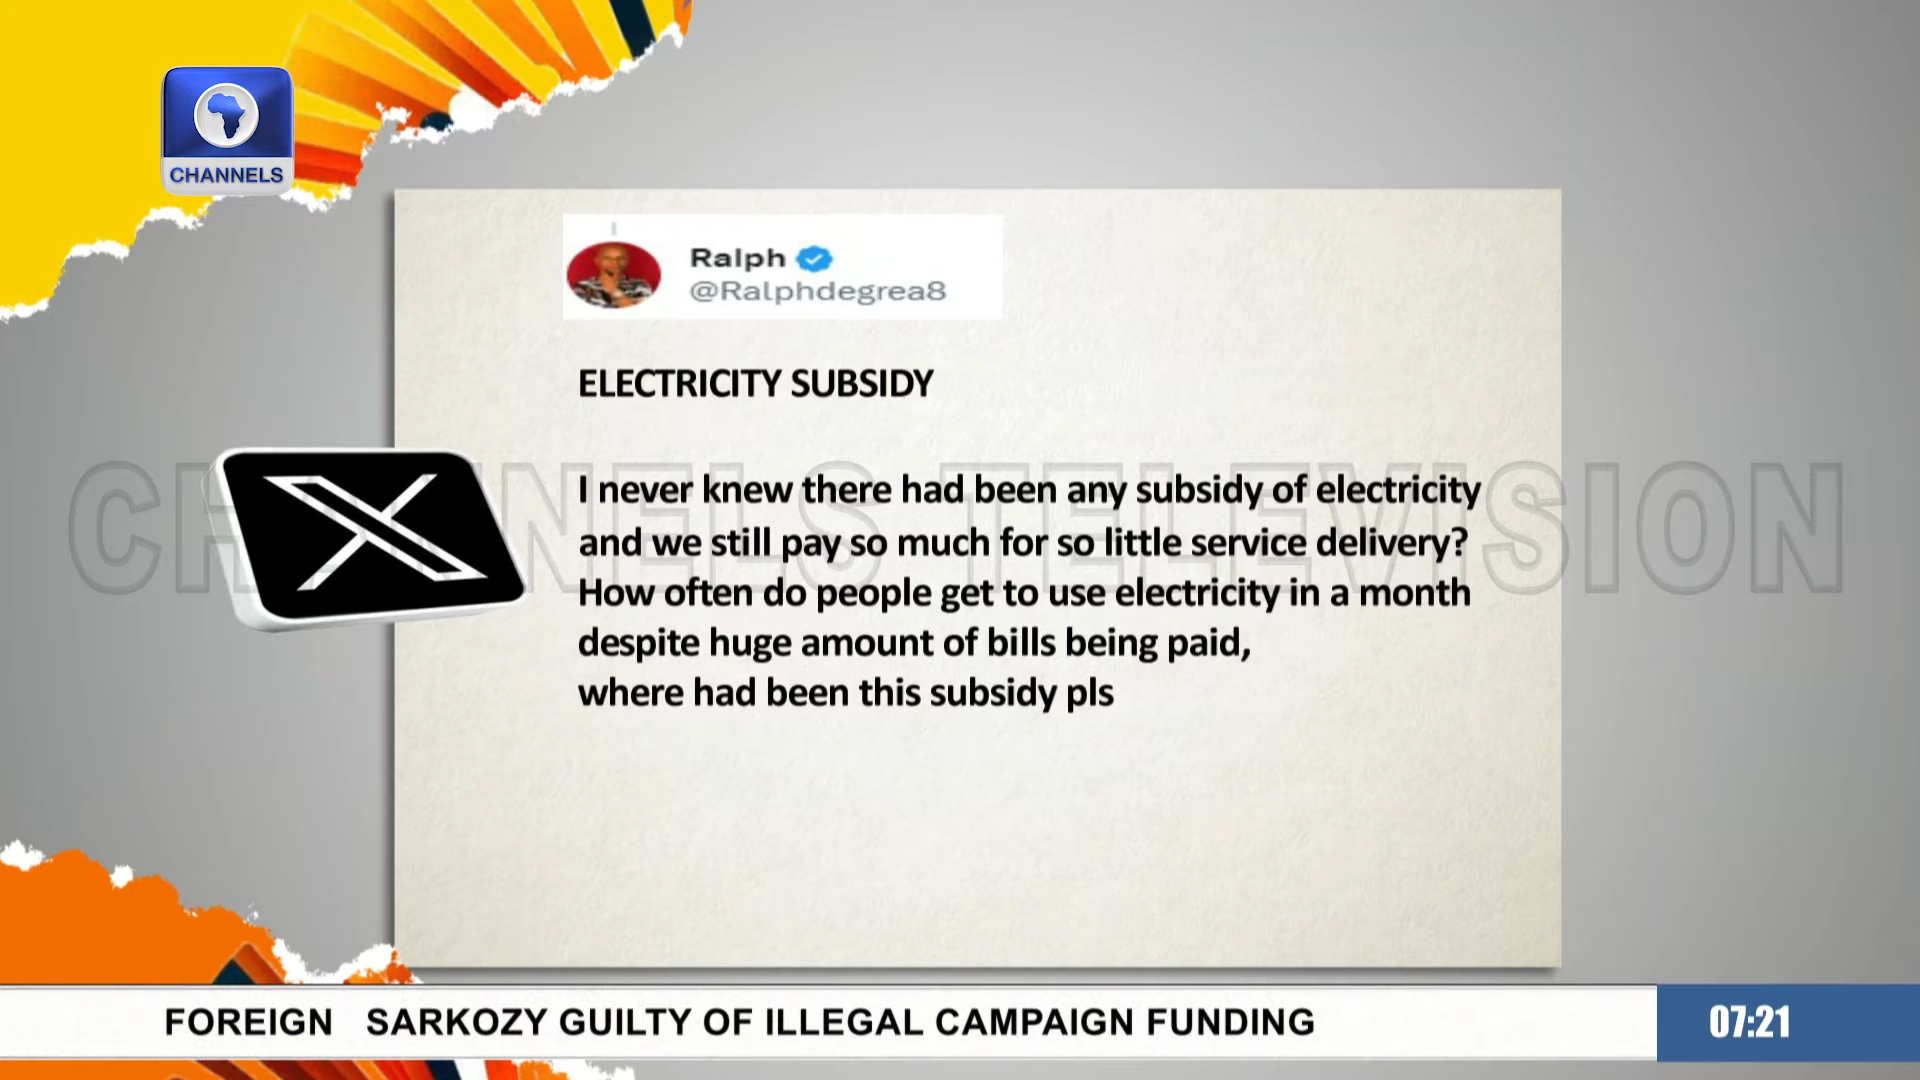 CHANNELS
Ralph
@Ralphdegrea8
ELECTRICITY SUBSIDY
I never knew there had been any subsidy of electricity
and we still pay so much for so little service delivery?
How often do people get to use electricity in a month
despite huge amount of bills being paid,
where had been this subsidy pls
CHANNELS TELEVISION
FOREIGN SARKOZY GUILTY OF ILLEGAL CAMPAIGN FUNDING
07:21